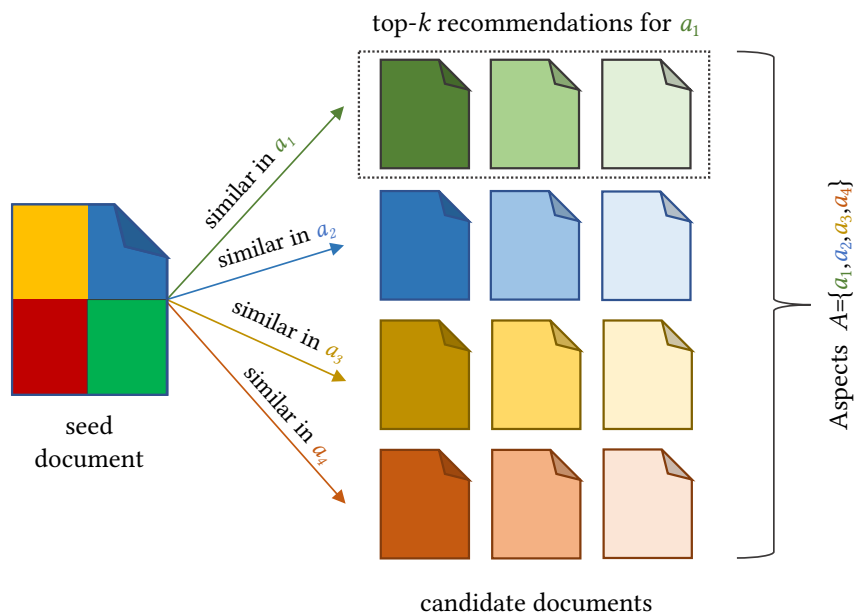 top-k recommendations for a₁
similar in a₁
similar in a₂
similar in a₃
similar in a₄
seed
document
candidate documents
Aspects A={a₁,a₂,a₃,a₄}